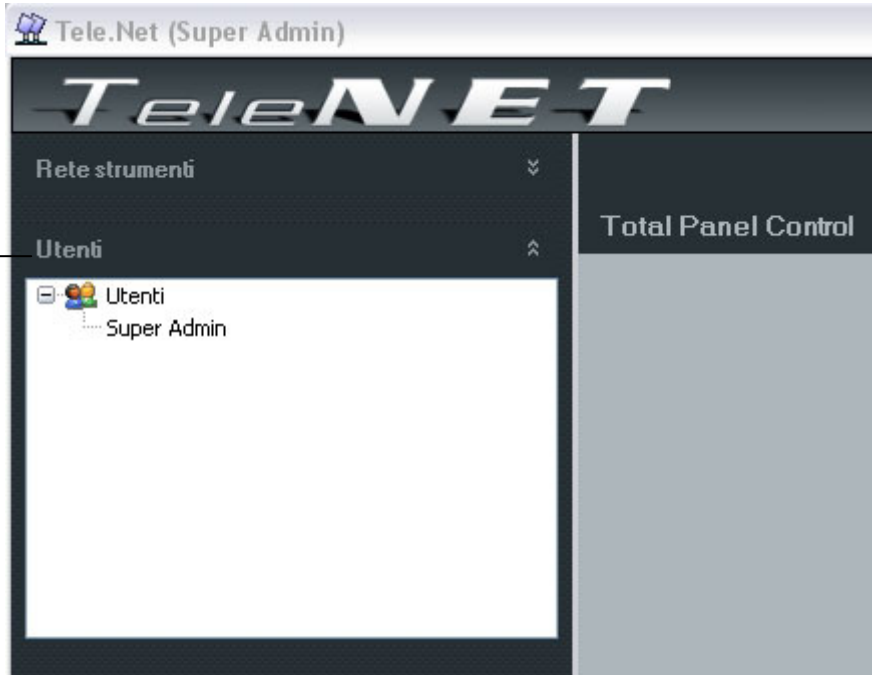 Tele.Net (Super Admin)
TeleNET
Rete strumenti
Utenti
Utenti
Super Admin
Total Panel Control